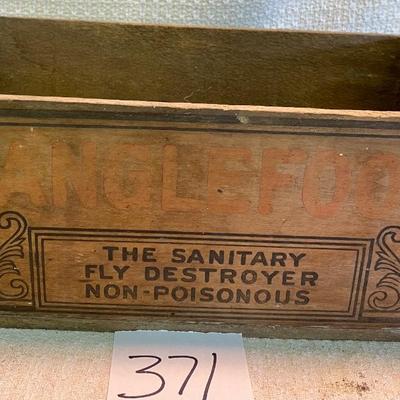 ANGLEFOO
THE SANITARY
FLY DESTROYER
NON-POISONOUS
371